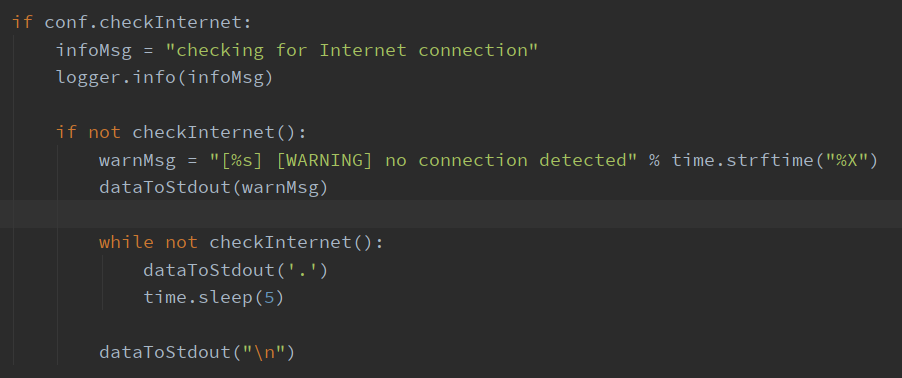 if conf.checkInternet:
    infoMsg = "checking for Internet connection"
    logger.info(infoMsg)

    if not checkInternet():
        warnMsg = "[%s] [WARNING] no connection detected" % time.strftime("%X")
        dataToStdout(warnMsg)

        while not checkInternet():
            dataToStdout('.')
            time.sleep(5)

        dataToStdout("\n")